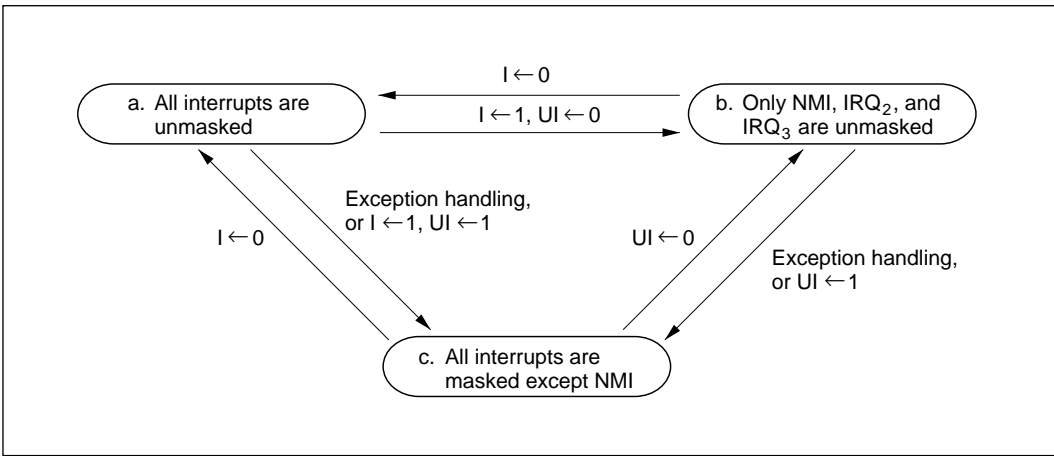 I ← 0
a. All interrupts are
unmasked
I ← 1, UI ← 0
b. Only NMI, IRQ2, and
IRQ3 are unmasked
Exception handling,
or I ← 1, UI ← 1
I ← 0
UI ← 0
Exception handling,
or UI ← 1
c. All interrupts are
masked except NMI